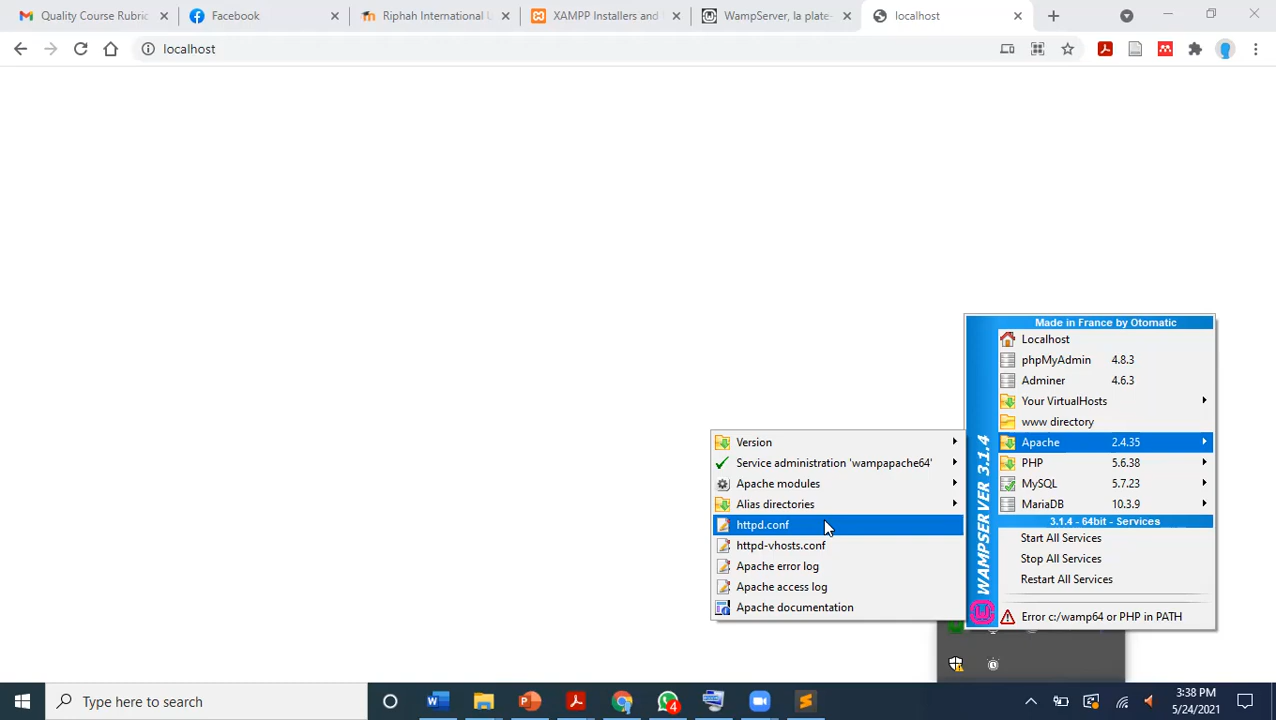 Quality Course Rubric
Facebook
Riphah International U
XAMPP Installers and
WampServer, la plate-
localhost
localhost
Made in France by Otomatic
Localhost
phpMyAdmin 4.8.3
Adminer 4.6.3
Your VirtualHosts
www directory
Apache 2.4.35
PHP 5.6.38
MySQL 5.7.23
MariaDB 10.3.9
3.1.4 - 64bit - Services
Start All Services
Stop All Services
Restart All Services
Error c:/wamp64 or PHP in PATH
WAMPSERVER 3.1.4
Version
Service administration 'wampapache64'
Apache modules
Alias directories
httpd.conf
httpd-vhosts.conf
Apache error log
Apache access log
Apache documentation
Type here to search
4
3:38 PM
5/24/2021